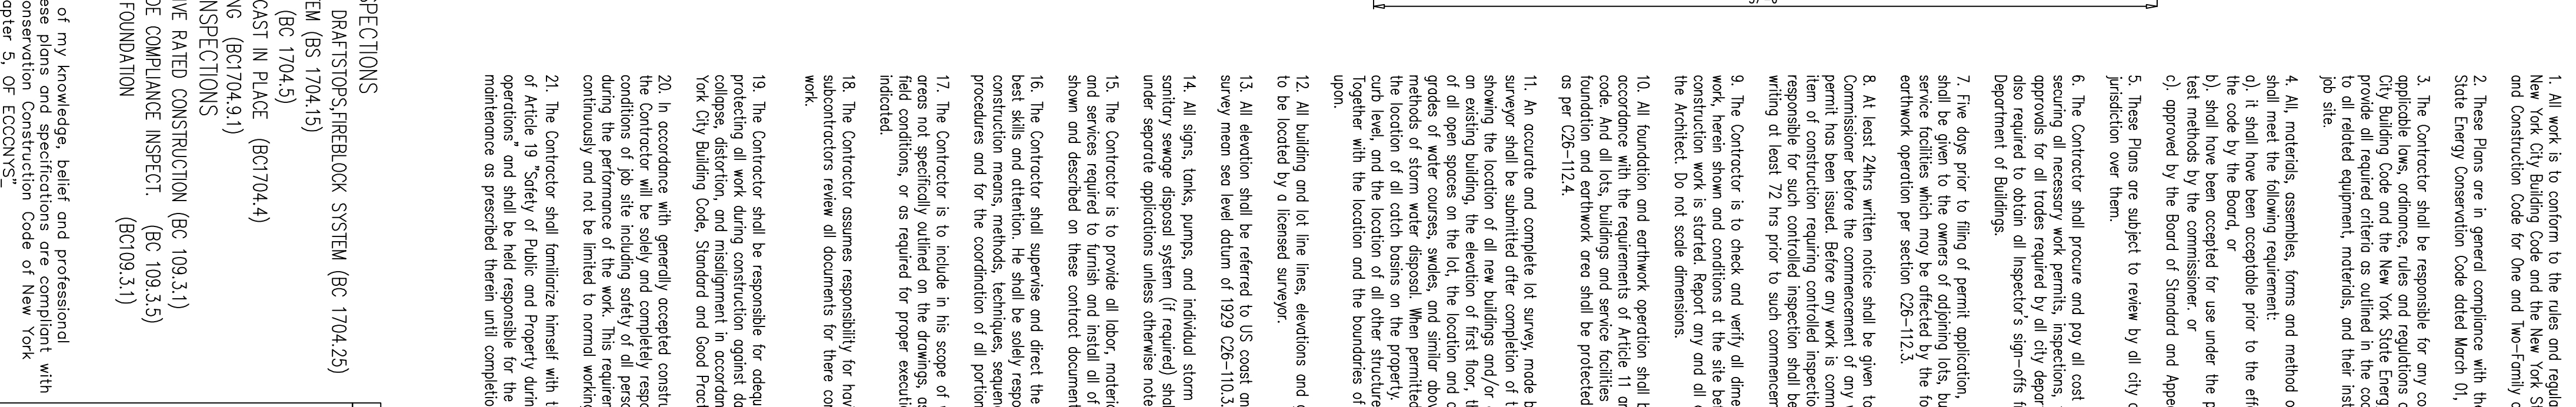 1. All work is to conform to the rules and regula
New York City Building Code and the New York S
and Construction Code for One and Two-Family
2. These Plans are in general compliance with th
State Energy Conservation Code dated March 01,
3. The Contractor shall be responsible for any co
applicable laws, ordinance, rules and regulations
City Building Code and the New York State Energ
provide all required criteria as outlined in the cod
to all related equipment, materials, and their inst
job site.
4. All, materials, assembles, forms and method o
shall meet the following requirement:
a). it shall have been acceptable prior to the eff
the code by the Board, or
b). shall have been accepted for use under the p
test methods by the commissioner. or
c). approved by the Board of Standard and Appe
5. These Plans are subject to review by all city
jurisdiction over them.
6. The Contractor shall procure and pay all cost
securing all necessary work permits, inspections,
approvals for all trades required by all city depar
also required to obtain all Inspector's sign-offs f
Department of Buildings.
7. Five days prior to filing of permit application,
shall be given to the owners of adjoining lots, bu
service facilities which may be affected by the fo
earthwork operation per section C26-112.3.
8. At least 24hrs written notice shall be given to
Commissioner before the commencement of any
permit has been issued. Before any work is comm
item of construction requiring controlled inspectio
responsible for such controlled inspection shall be
writing at least 72 hrs prior to such commencem
9. The Contractor is to check and verify all dime
work, herein shown and conditions at the site bef
construction work is started. Report any and all
the Architect. Do not scale dimensions.
10. All foundation and earthwork operation shall b
accordance with the requirements of Article 11 an
code. And all lots, buildings and service facilities
foundation and earthwork area shall be protected
as per C26-112.4.
11. An accurate and complete lot survey, made b
surveyor shall be submitted after completion of t
showing the location of all new buildings and/or
an existing building, the elevation of first floor, th
of all open spaces on the lot, the location and
grades of water courses, swales, and similar abov
methods of storm water disposal. When permitted
the location of all catch basins on the property.
curb level, and the location of all other structure
Together with the location and the boundaries of
upon.
12. All building and lot line lines, elevations and
to be located by a licensed surveyor.
13. All elevation shall be referred to US coast an
survey mean sea level datum of 1929 C26-110.3.
14. All signs, tanks, pumps, and individual storm
sanitary sewage disposal system (if required) shal
under separate applications unless otherwise note
15. The Contractor is to provide all labor, materic
and services required to furnish and install all of
shown and described on these contract document
16. The Contractor shall supervise and direct the
best skills and attention. He shall be solely respo
construction means, methods, techniques, sequen
procedures and for the coordination of all portion
17. The Contractor is to include in his scope of
areas not specifically outlined on the drawings, as
field conditions, or as required for proper executi
indicated.
18. The Contractor assumes responsibility for hav
subcontractors review all documents for there co
work.
19. The Contractor shall be responsible for adequ
protecting all work during construction against da
collapse, distortion, and misalignment in accordan
York City Building Code, Standard and Good Pract
20. In accordance with generally accepted constru
the Contractor will be solely and completely respo
conditions of job site including safety of all perso
during the performance of the work. This requirem
continuously and not be limited to normal working
21. The Contractor shall familiarize himself with t
of Article 19 "Safety of Public and Property durin
operations" and shall be held responsible for the
maintenance as prescribed therein until completio
SPECTIONS
DRAFTSTOPS,FIREBLOCK SYSTEM (BC 1704.25)
EM (BS 1704.15)
(BC 1704.5)
CAST IN PLACE (BC1704.4)
NG (BC1704.9.1)
INSPECTIONS
IVE RATED CONSTRUCTION (BC 109.3.1)
DE COMPLIANCE INSPECT. (BC 109.3.5)
FOUNDATION (BC109.3.1)
of my knowledge, belief and professional
ese plans and specifications are compliant with
onservation Construction Code of New York
apter 5, OF ECCCNYS"